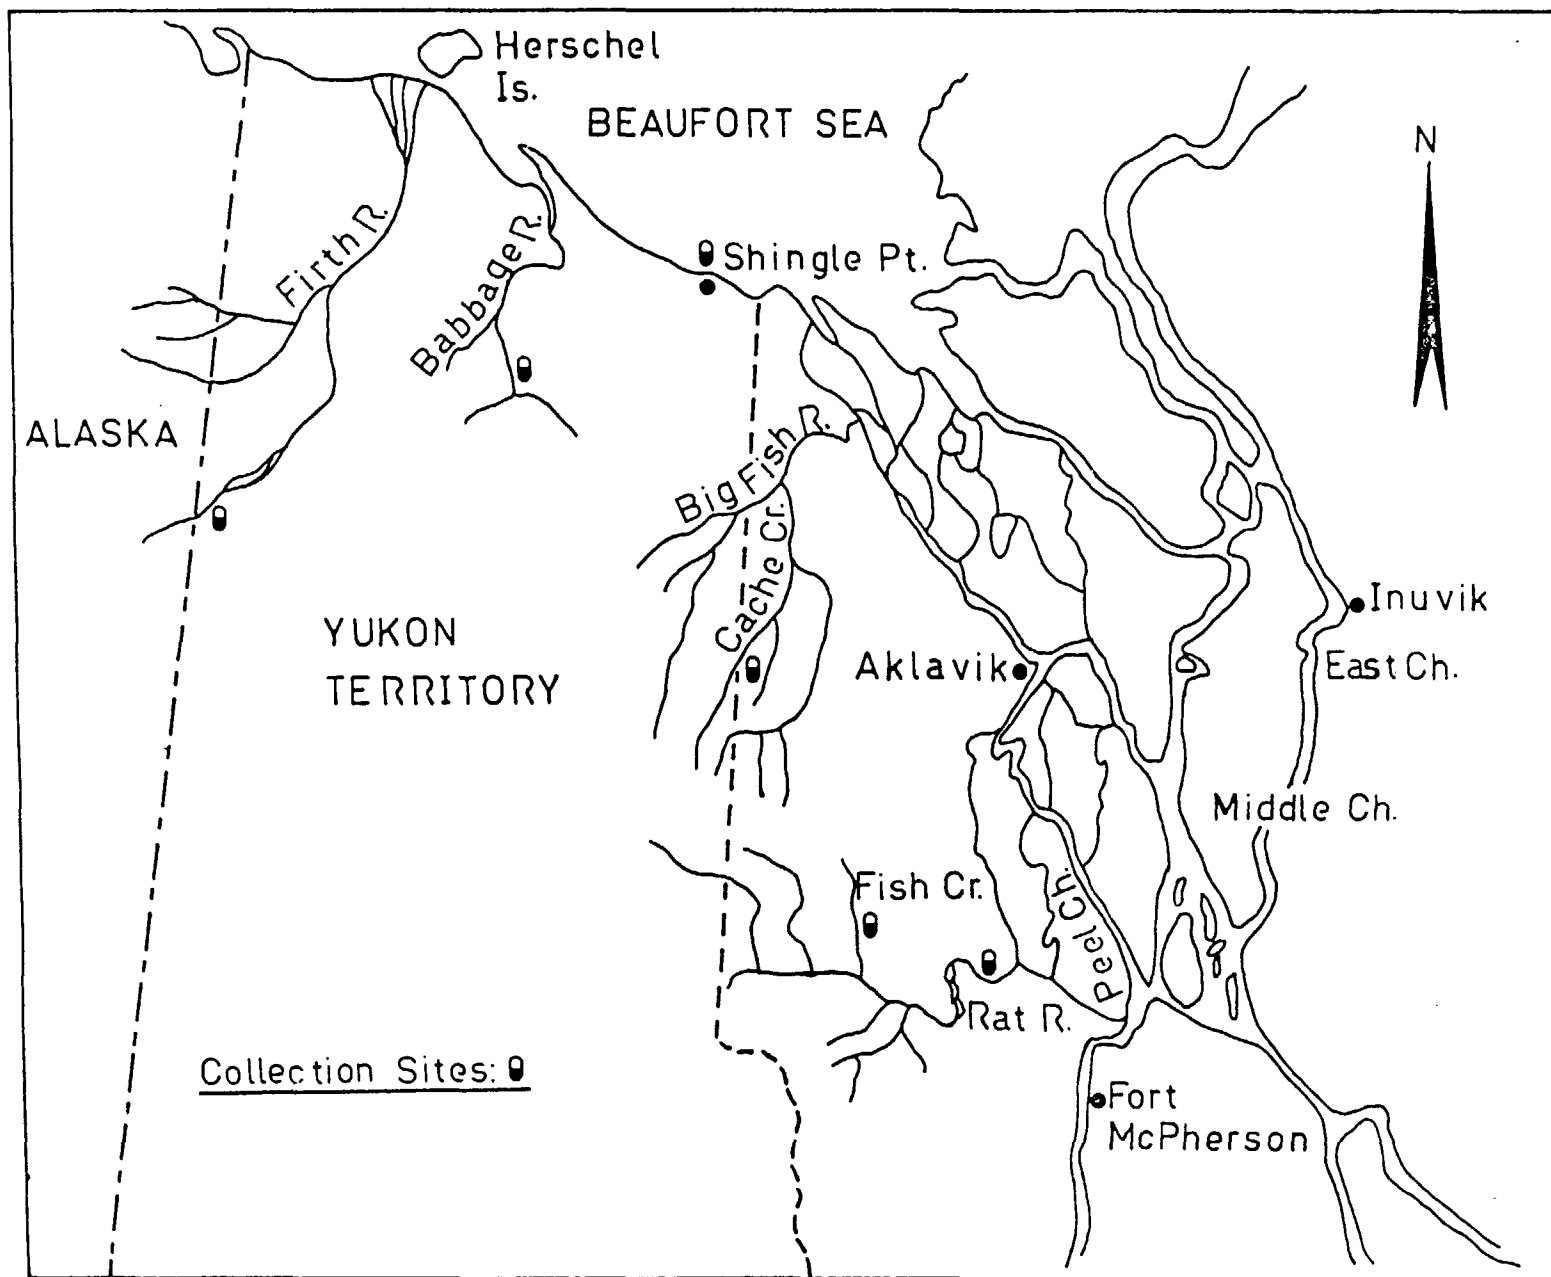 Herschel
Is.
BEAUFORT SEA
N
Firth R.
Babbage R.
Shingle Pt.
ALASKA
Big Fish R.
Cache Cr.
YUKON
TERRITORY
Inuvik
Aklavik
East Ch.
Middle Ch.
Fish Cr.
Peel Ch.
Rat R.
Collection Sites:
Fort
McPherson